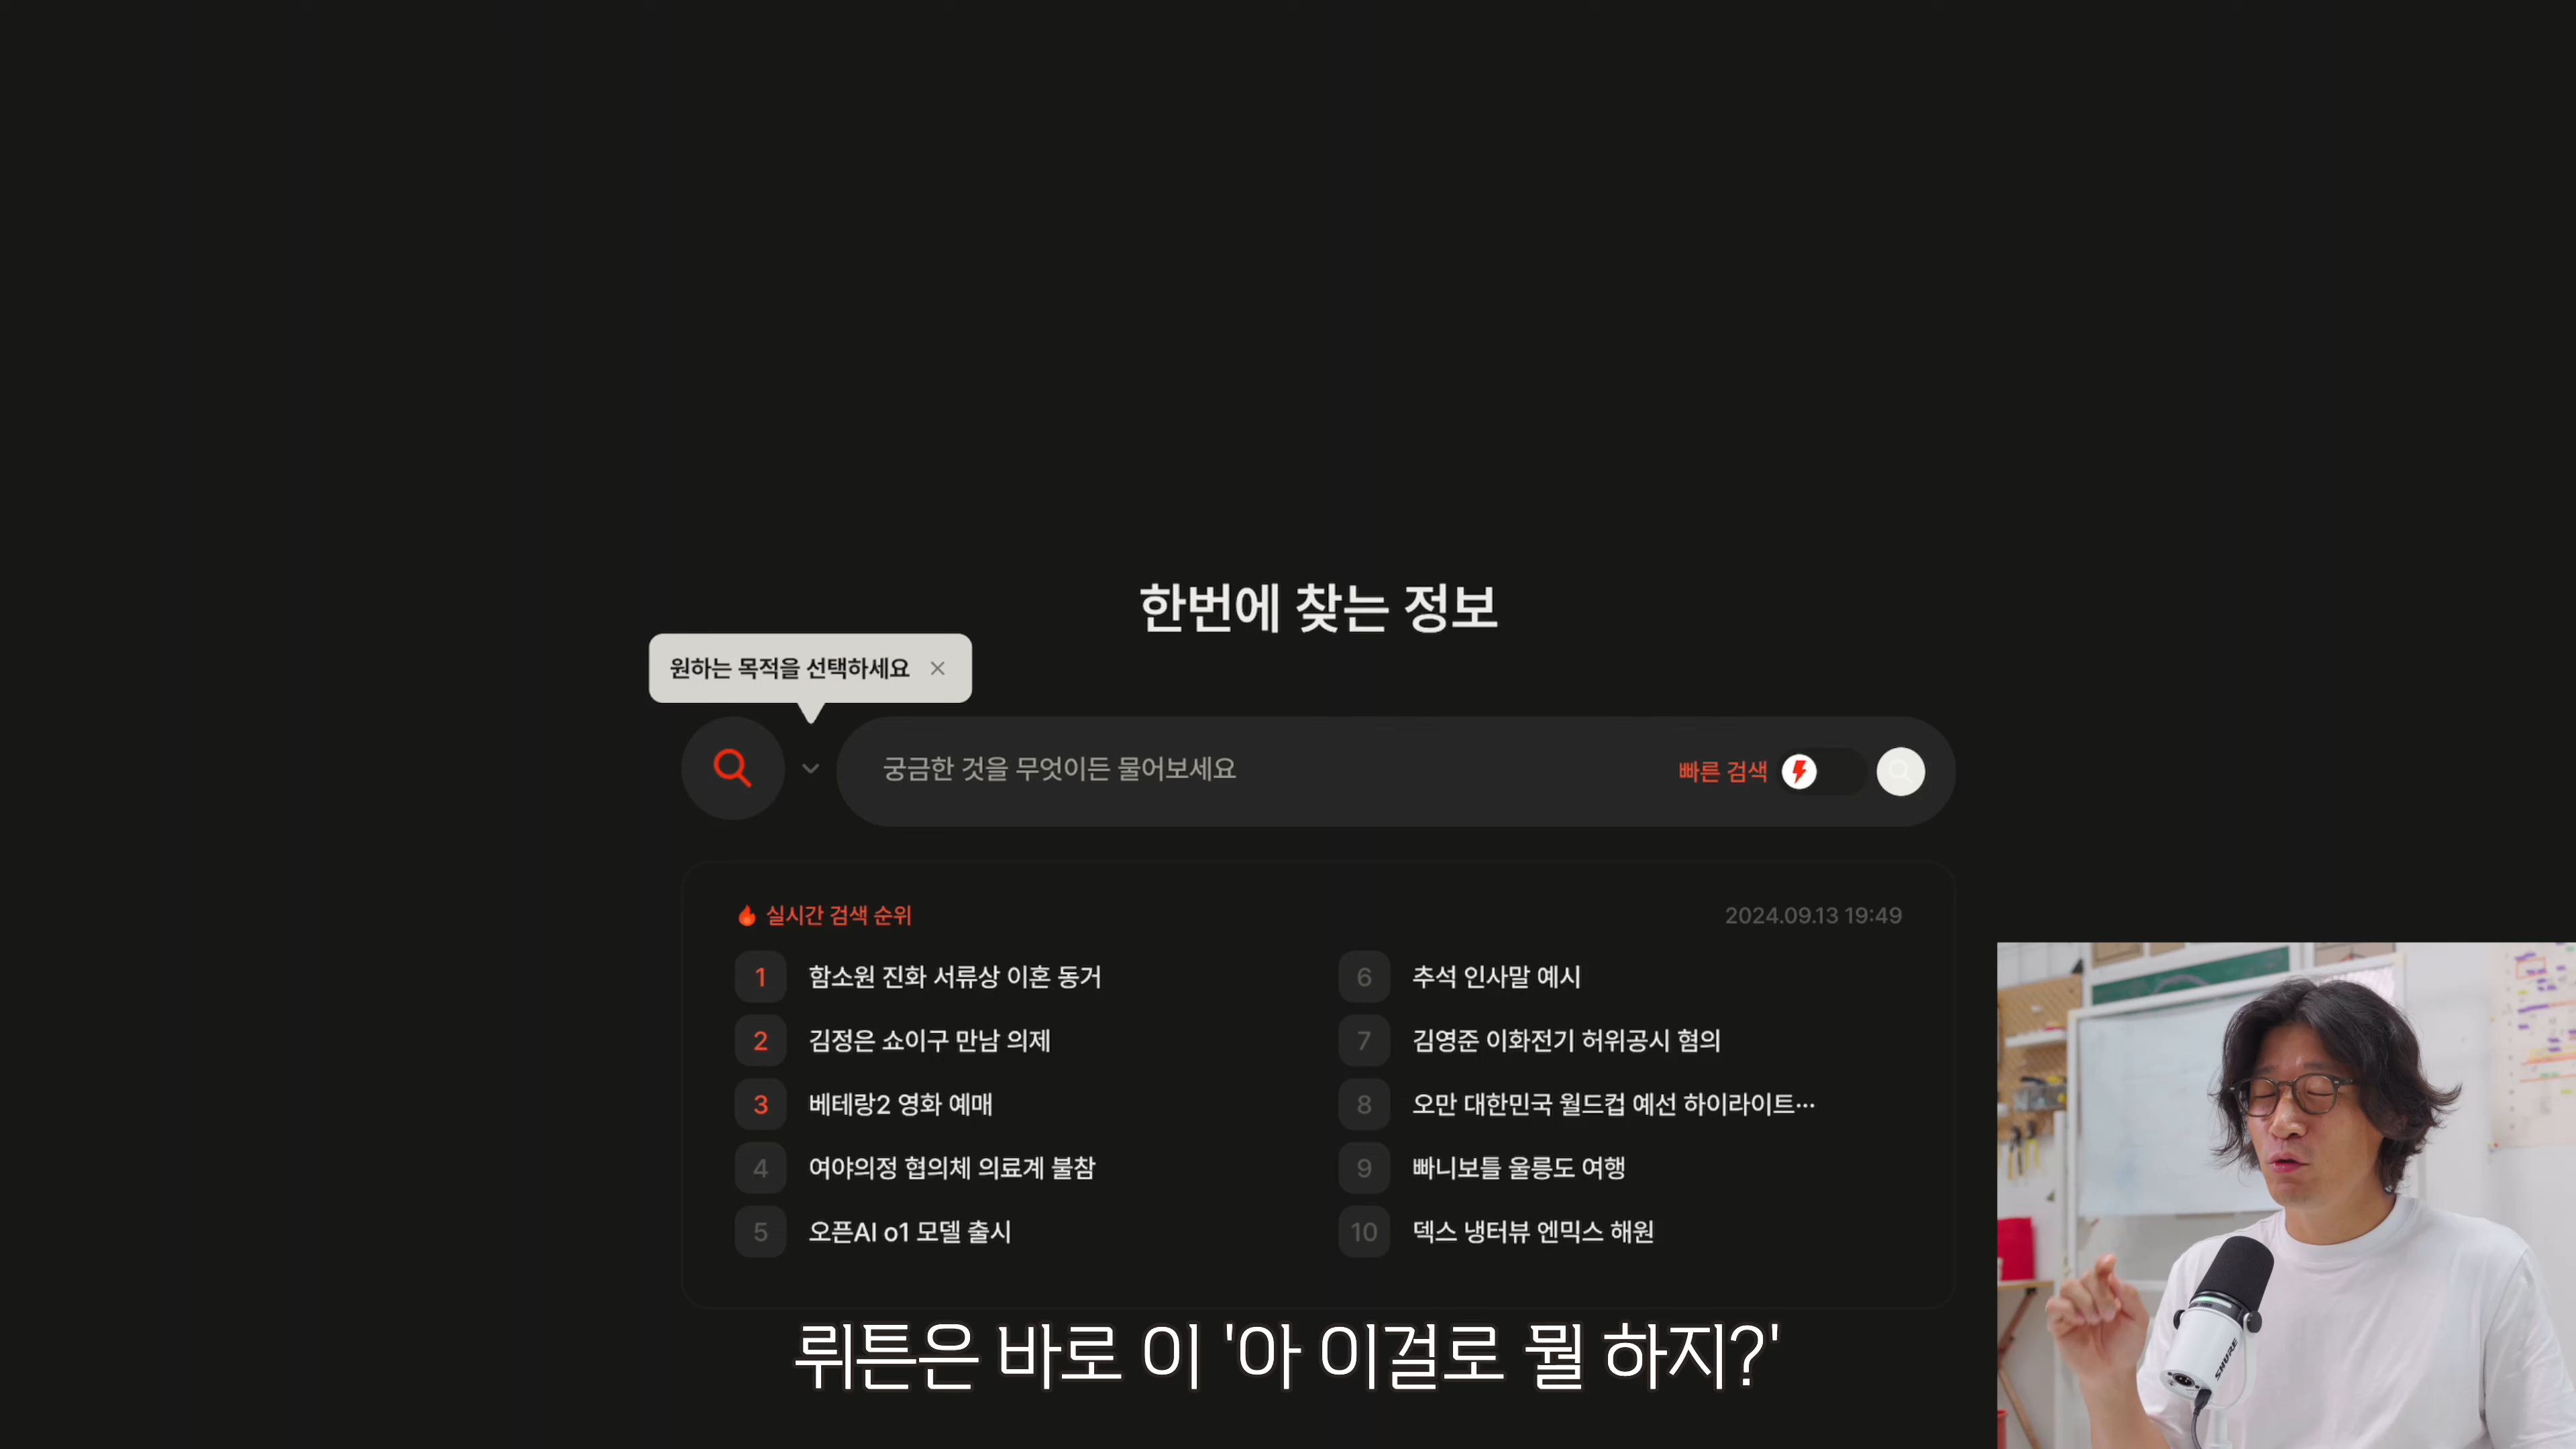 한번에 찾는 정보
원하는 목적을 선택하세요
궁금한 것을 무엇이든 물어보세요
빠른 검색
실시간 검색 순위
2024.09.13 19:49
1 함소원 진화 서류상 이혼 동거
2 김정은 쇼이구 만남 의제
3 베테랑2 영화 예매
4 여야의정 협의체 의료계 불참
5 오픈AI o1 모델 출시
6 추석 인사말 예시
7 김영준 이화전기 허위공시 혐의
8 오만 대한민국 월드컵 예선 하이라이트···
9 빠니보틀 울릉도 여행
10 덱스 냉터뷰 엔믹스 해원
SHURE
뤼튼은 바로 이 '아 이걸로 뭘 하지?'